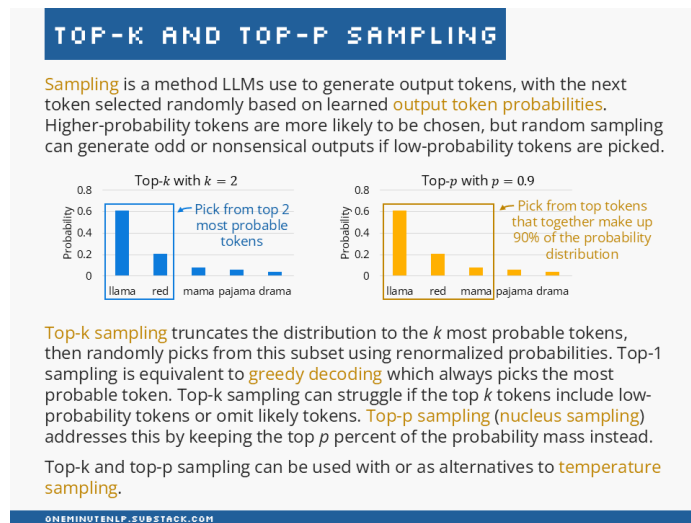 TOP-K AND TOP-P SAMPLING
Sampling is a method LLMs use to generate output tokens, with the next
token selected randomly based on learned output token probabilities.
Higher-probability tokens are more likely to be chosen, but random sampling
can generate odd or nonsensical outputs if low-probability tokens are picked.
Top-k with k = 2
Probability
0.8
0.6
0.4
0.2
0
Pick from top 2
most probable
tokens
llama red mama pajama drama
Top-p with p = 0.9
Probability
0.8
0.6
0.4
0.2
0
Pick from top tokens
that together make up
90% of the probability
distribution
llama red mama pajama drama
Top-k sampling truncates the distribution to the k most probable tokens,
then randomly picks from this subset using renormalized probabilities. Top-1
sampling is equivalent to greedy decoding which always picks the most
probable token. Top-k sampling can struggle if the top k tokens include low-
probability tokens or omit likely tokens. Top-p sampling (nucleus sampling)
addresses this by keeping the top p percent of the probability mass instead.
Top-k and top-p sampling can be used with or as alternatives to temperature
sampling.
ONEMINUTENLP.SUBSTACK.COM